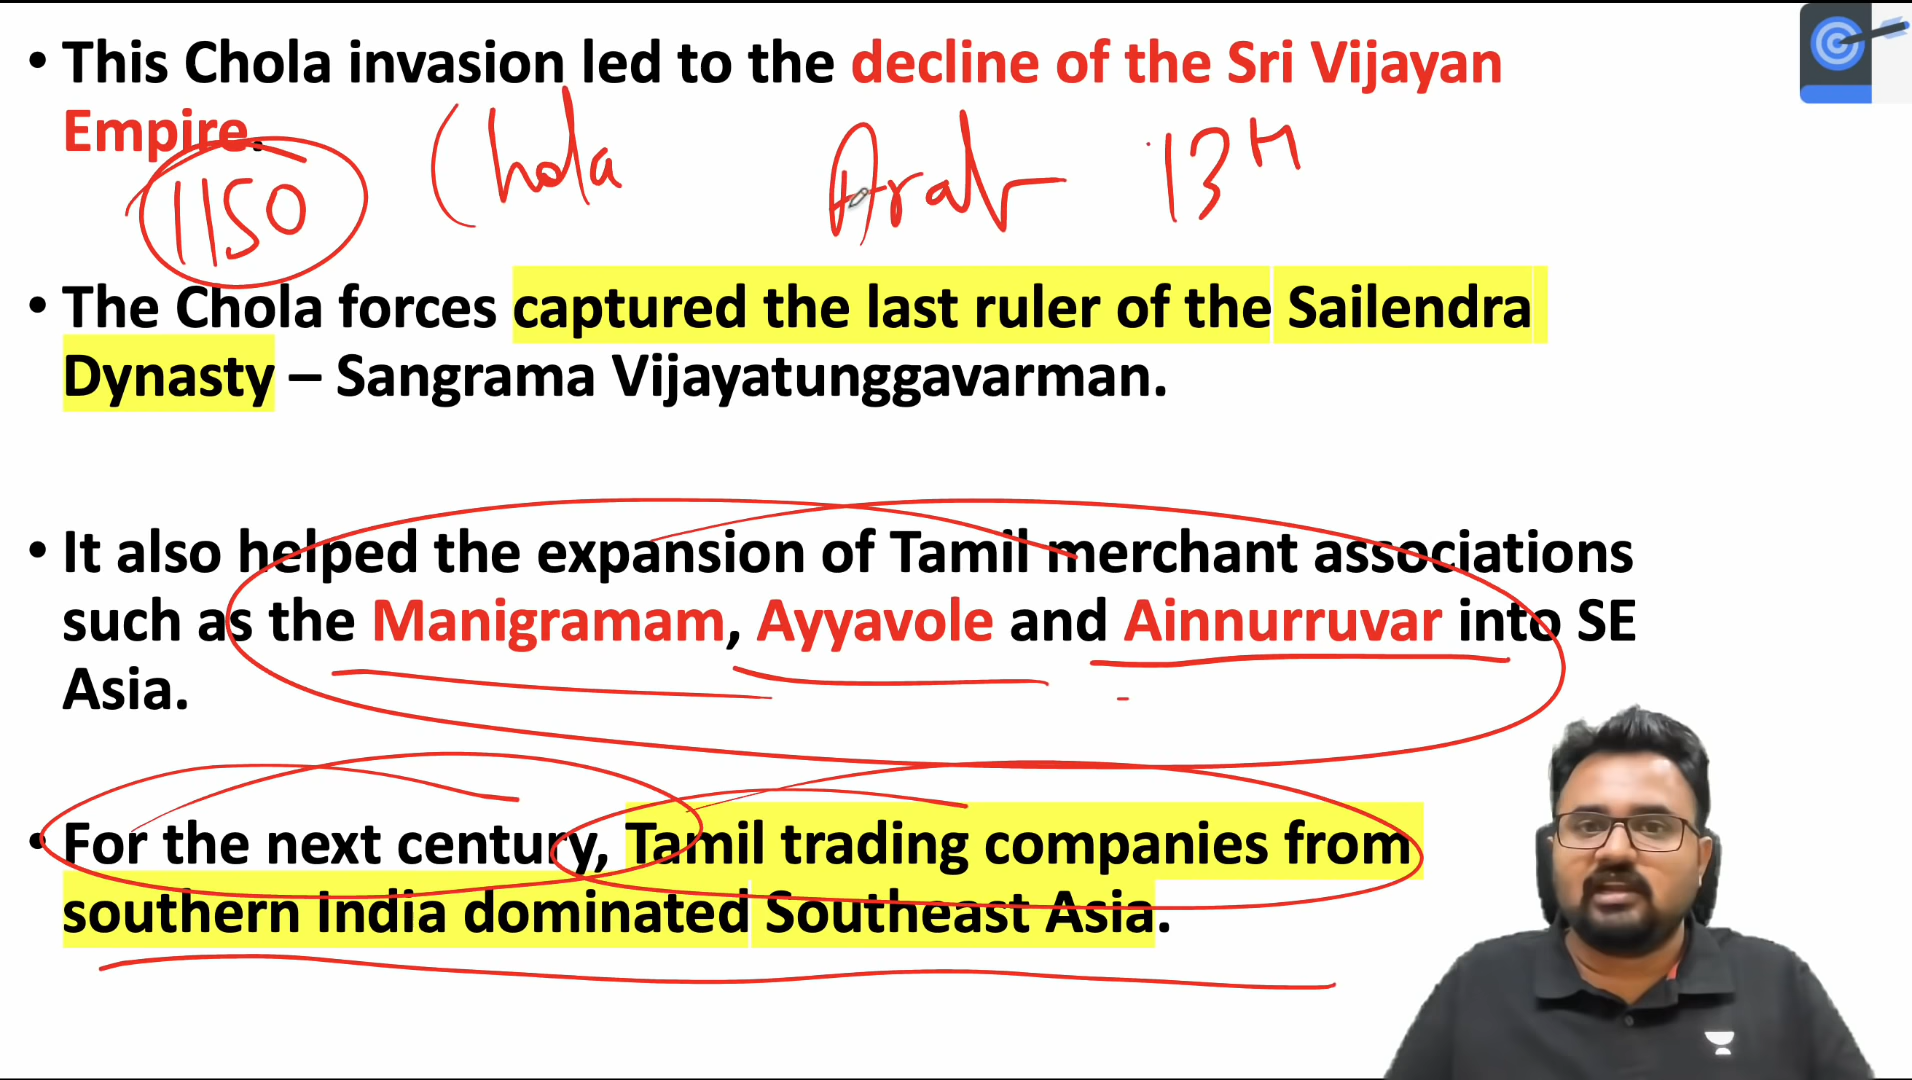 • This Chola invasion led to the decline of the Sri Vijayan
Empire.
1150 Chola Arab 13th
• The Chola forces captured the last ruler of the Sailendra
Dynasty – Sangrama Vijayatunggavarman.
• It also helped the expansion of Tamil merchant associations
such as the Manigramam, Ayyavole and Ainnurruvar into SE
Asia.
• For the next century, Tamil trading companies from
southern India dominated Southeast Asia.